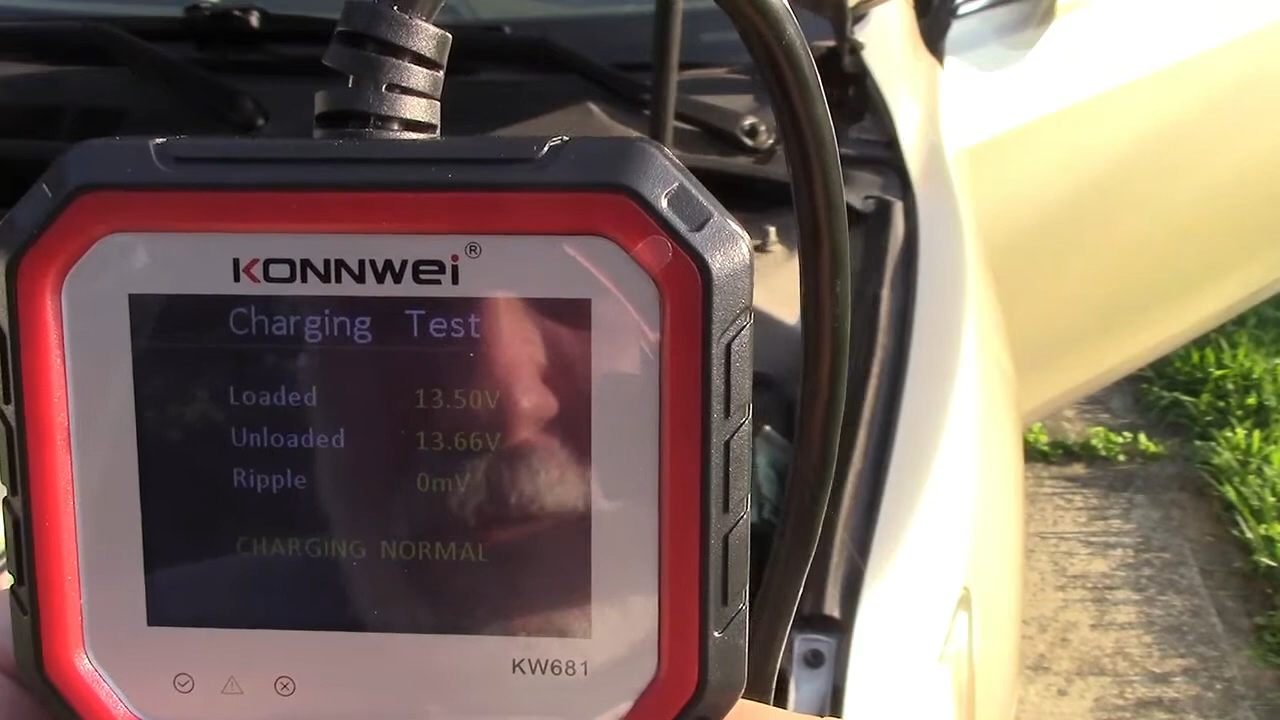 KONNWEI®
Charging Test
Loaded 13.50V
Unloaded 13.66V
Ripple 0mV
CHARGING NORMAL
KW681